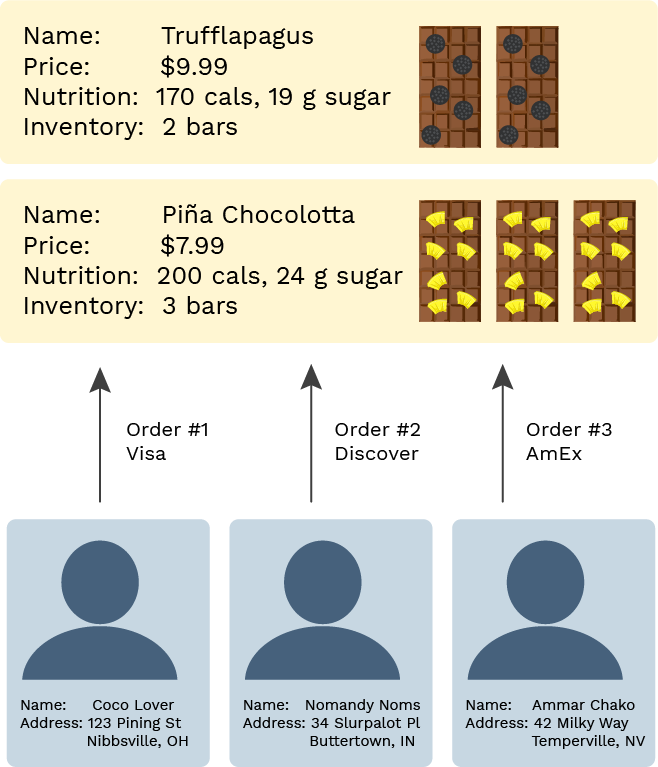 Name: Trufflapagus
Price: $9.99
Nutrition: 170 cals, 19 g sugar
Inventory: 2 bars
Name: Piña Chocolotta
Price: $7.99
Nutrition: 200 cals, 24 g sugar
Inventory: 3 bars
Order #1
Visa
Order #2
Discover
Order #3
AmEx
Name: Coco Lover
Address: 123 Pining St
Nibbsville, OH
Name: Nomandy Noms
Address: 34 Slurpalot Pl
Buttertown, IN
Name: Ammar Chako
Address: 42 Milky Way
Temperville, NV